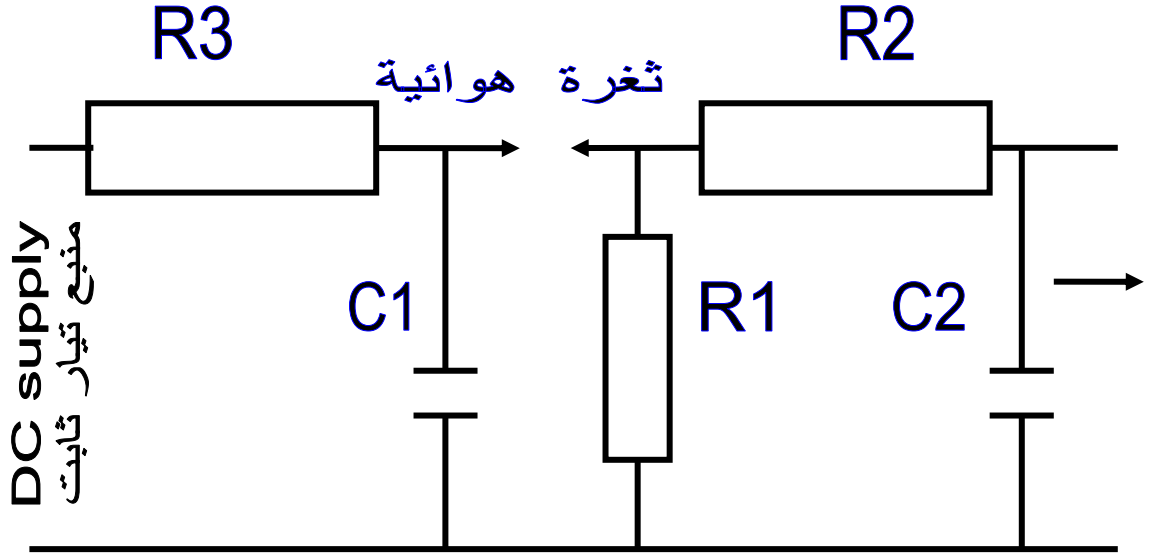 R3
R2
ثغرة هوائية
C1
R1
C2
DC supply
منبع تيار ثابت